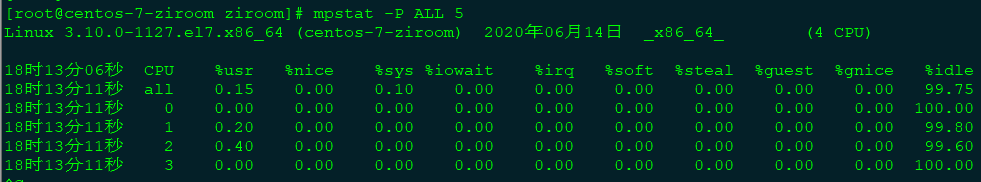 [root@centos-7-ziroom ziroom]# mpstat -P ALL 5
Linux 3.10.0-1127.el7.x86_64 (centos-7-ziroom) 2020年06月14日 _x86_64_ (4 CPU)
18时13分06秒 CPU %usr %nice %sys %iowait %irq %soft %steal %guest %gnice %idle
18时13分11秒 all 0.15 0.00 0.10 0.00 0.00 0.00 0.00 0.00 0.00 99.75
18时13分11秒 0 0.00 0.00 0.00 0.00 0.00 0.00 0.00 0.00 0.00 100.00
18时13分11秒 1 0.20 0.00 0.00 0.00 0.00 0.00 0.00 0.00 0.00 99.80
18时13分11秒 2 0.40 0.00 0.00 0.00 0.00 0.00 0.00 0.00 0.00 99.60
18时13分11秒 3 0.00 0.00 0.00 0.00 0.00 0.00 0.00 0.00 0.00 100.00